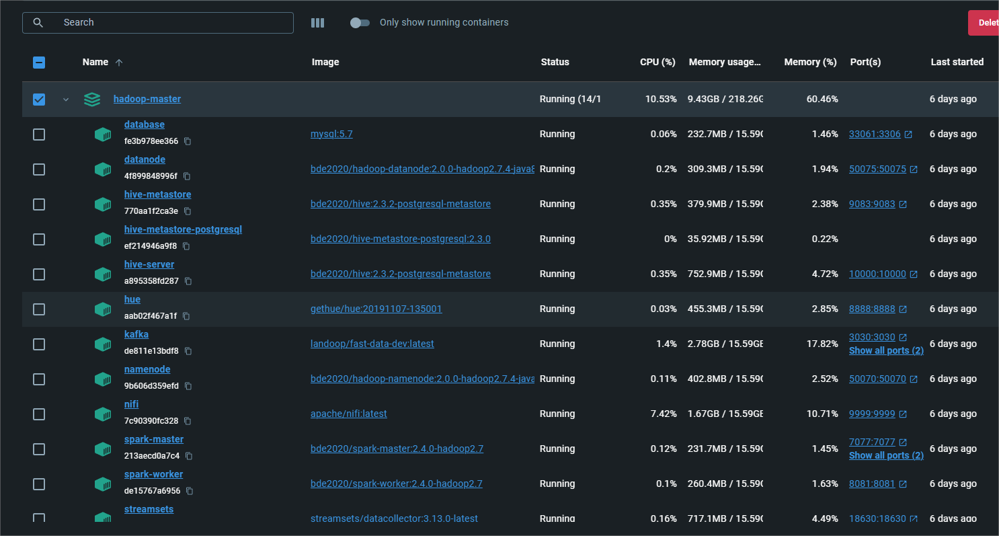 Search
Only show running containers
Delet
Name Image Status CPU (%) Memory usage... Memory (%) Port(s) Last started
hadoop-master Running (14/1 10.53% 9.43GB / 218.26G 60.46% 6 days ago
database
fe3b978ee366
mysql:5.7 Running 0.06% 232.7MB / 15.59G 1.46% 33061:3306 6 days ago
datanode
4f899848996f
bde2020/hadoop-datanode:2.0.0-hadoop2.7.4-java8 Running 0.2% 309.3MB / 15.59G 1.94% 50075:50075 6 days ago
hive-metastore
770aa1f2ca3e
bde2020/hive:2.3.2-postgresql-metastore Running 0.35% 379.9MB / 15.59G 2.38% 9083:9083 6 days ago
hive-metastore-postgresql
ef214946a9f8
bde2020/hive-metastore-postgresql:2.3.0 Running 0% 35.92MB / 15.59G 0.22% 6 days ago
hive-server
a895358fd287
bde2020/hive:2.3.2-postgresql-metastore Running 0.35% 752.9MB / 15.59G 4.72% 10000:10000 6 days ago
hue
aab02f467a1f
gethue/hue:20191107-135001 Running 0.03% 455.3MB / 15.59G 2.85% 8888:8888 6 days ago
kafka
de811e13bdf8
landoop/fast-data-dev:latest Running 1.4% 2.78GB / 15.59GB 17.82% 3030:3030 6 days ago
Show all ports (2)
namenode
9b606d359efd
bde2020/hadoop-namenode:2.0.0-hadoop2.7.4-java Running 0.11% 402.8MB / 15.59G 2.52% 50070:50070 6 days ago
nifi
7c90390fc328
apache/nifi:latest Running 7.42% 1.67GB / 15.59GB 10.71% 9999:9999 6 days ago
spark-master
213aecd0a7c4
bde2020/spark-master:2.4.0-hadoop2.7 Running 0.12% 231.7MB / 15.59G 1.45% 7077:7077 6 days ago
Show all ports (2)
spark-worker
de15767a6956
bde2020/spark-worker:2.4.0-hadoop2.7 Running 0.1% 260.4MB / 15.59G 1.63% 8081:8081 6 days ago
streamsets
streamsets/datacollector:3.13.0-latest Running 0.16% 717.1MB / 15.59G 4.49% 18630:18630 6 days ago